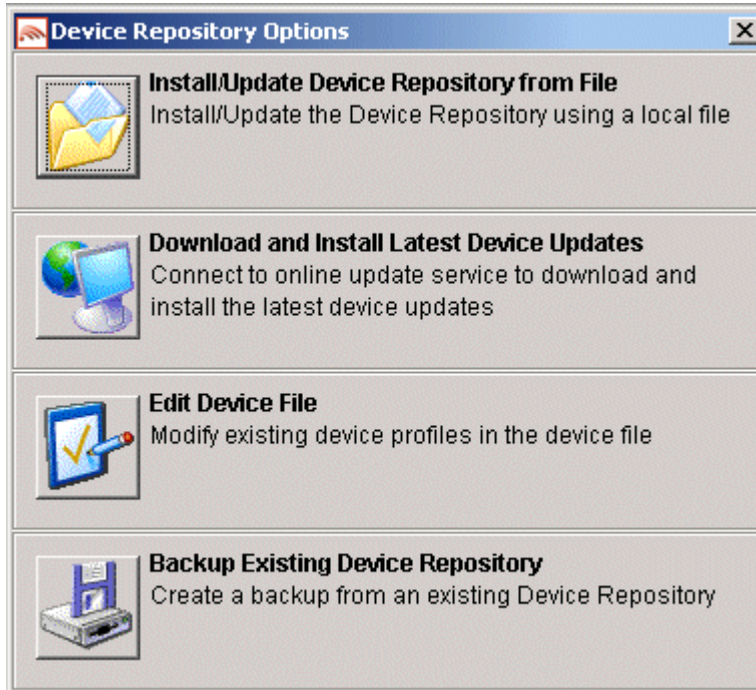 Device Repository Options
Install/Update Device Repository from File
Install/Update the Device Repository using a local file
Download and Install Latest Device Updates
Connect to online update service to download and
install the latest device updates
Edit Device File
Modify existing device profiles in the device file
Backup Existing Device Repository
Create a backup from an existing Device Repository